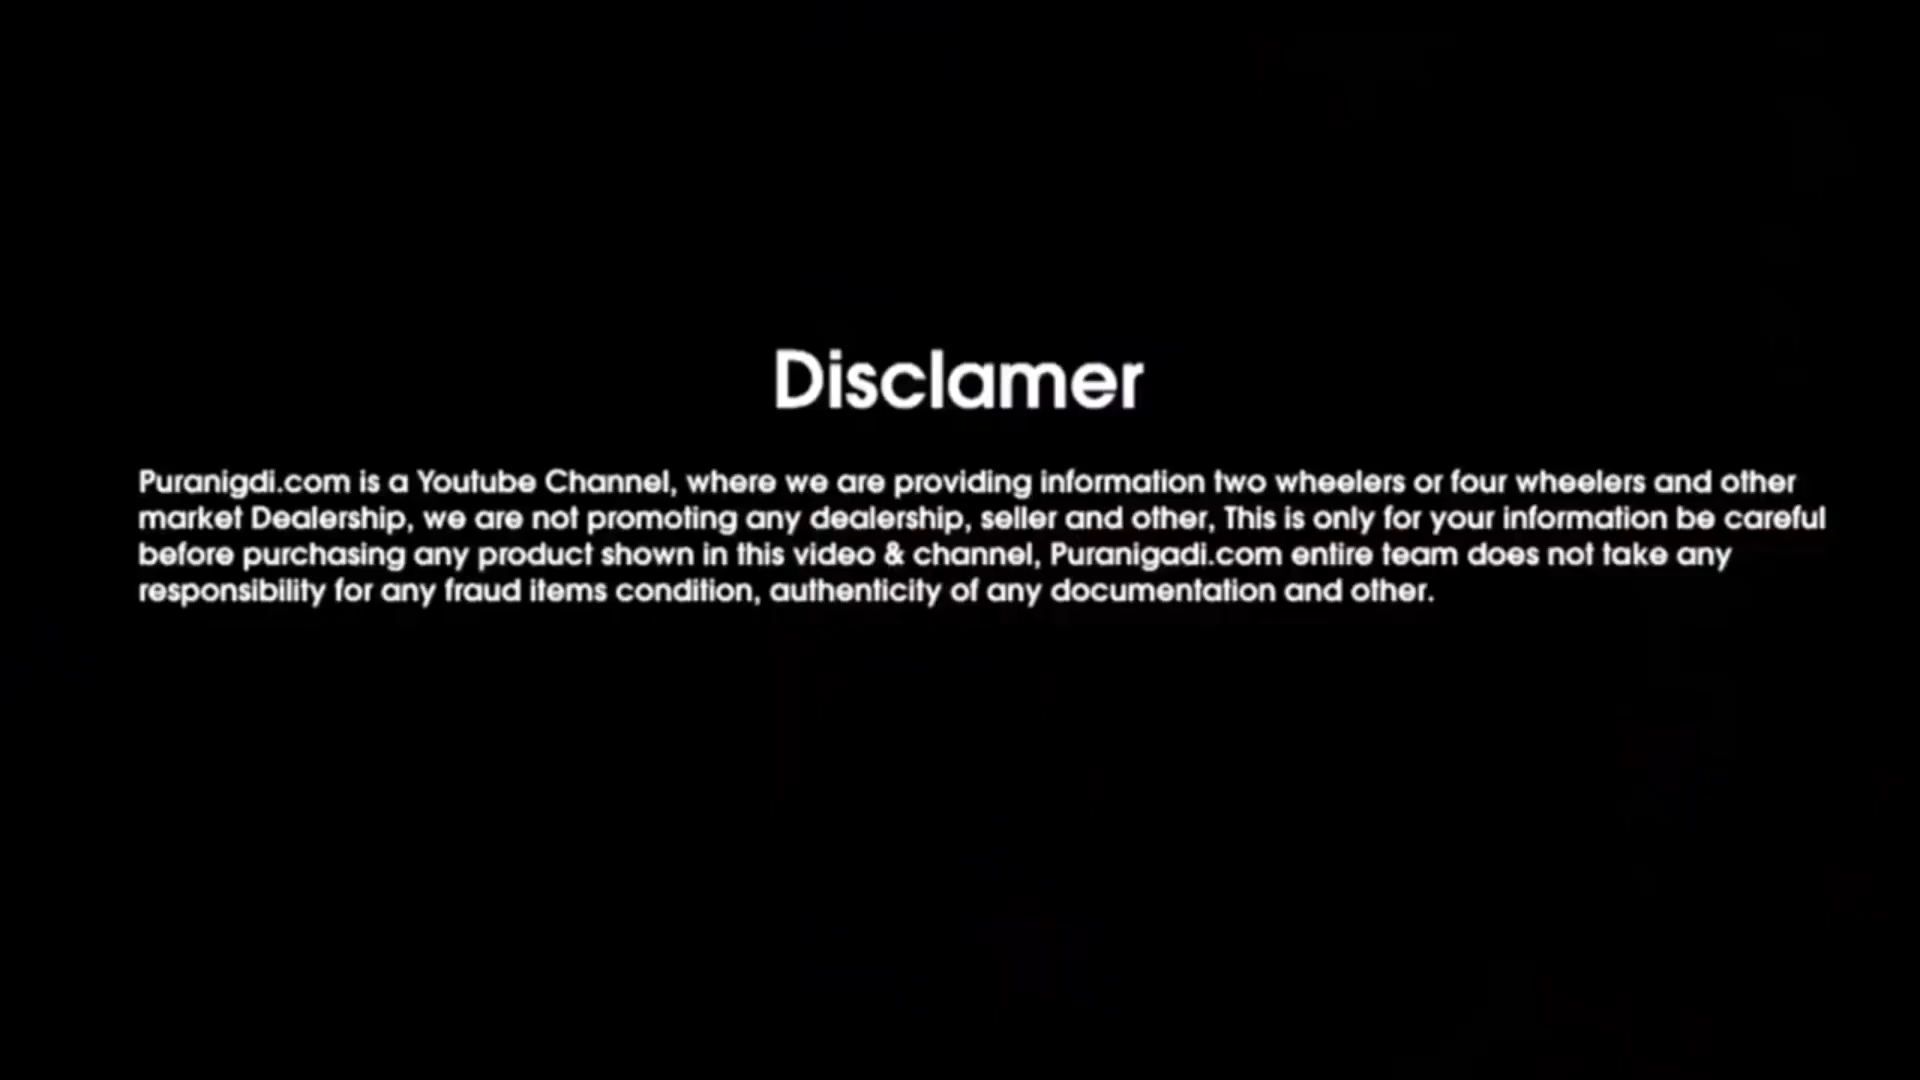 Disclamer
Puranigdi.com is a Youtube Channel, where we are providing information two wheelers or four wheelers and other
market Dealership, we are not promoting any dealership, seller and other, This is only for your information be careful
before purchasing any product shown in this video & channel, Puranigadi.com entire team does not take any
responsibility for any fraud items condition, authenticity of any documentation and other.